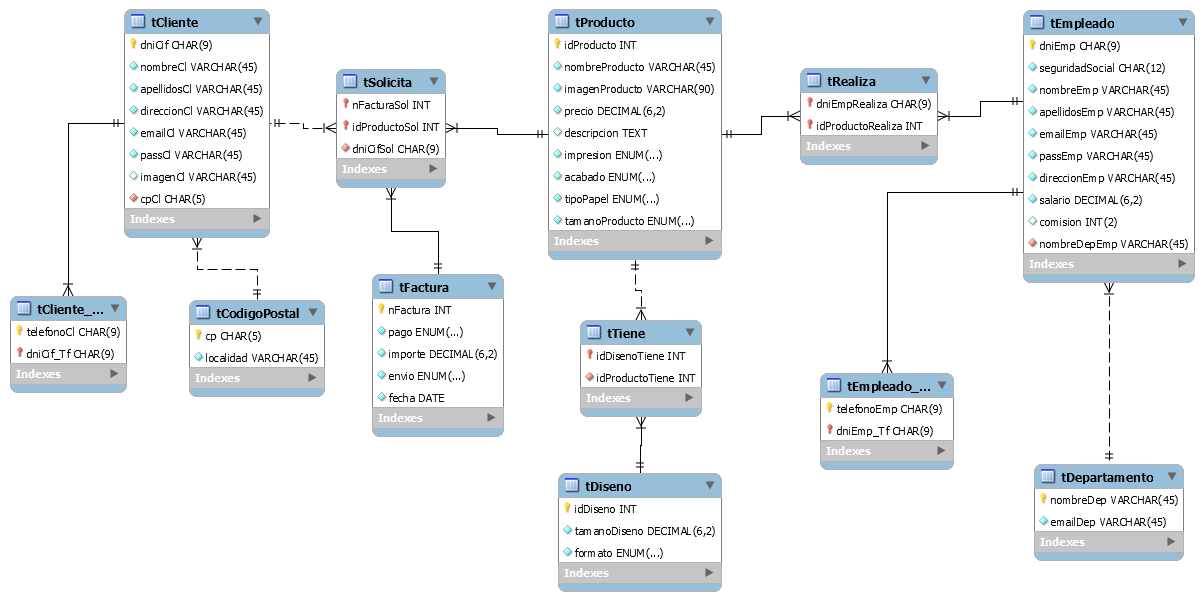 tCliente
dniCif CHAR(9)
nombreCl VARCHAR(45)
apellidosCl VARCHAR(45)
direccionCl VARCHAR(45)
emailCl VARCHAR(45)
passCl VARCHAR(45)
imagenCl VARCHAR(45)
cpCl CHAR(5)
Indexes
tSolicita
nFacturaSol INT
idProductoSol INT
dniCifSol CHAR(9)
Indexes
tProducto
idProducto INT
nombreProducto VARCHAR(45)
imagenProducto VARCHAR(90)
precio DECIMAL(6,2)
descripcion TEXT
impresion ENUM(...)
acabado ENUM(...)
tipoPapel ENUM(...)
tamanoProducto ENUM(...)
Indexes
tRealiza
dniEmpRealiza CHAR(9)
idProductoRealiza INT
Indexes
tEmpleado
dniEmp CHAR(9)
seguridadSocial CHAR(12)
nombreEmp VARCHAR(45)
apellidosEmp VARCHAR(45)
emailEmp VARCHAR(45)
passEmp VARCHAR(45)
direccionEmp VARCHAR(45)
salario DECIMAL(6,2)
comision INT(2)
nombreDepEmp VARCHAR(45)
Indexes
tCliente_...
telefonoCl CHAR(9)
dniCif_Tf CHAR(9)
Indexes
tCodigoPostal
cp CHAR(5)
localidad VARCHAR(45)
Indexes
tFactura
nFactura INT
pago ENUM(...)
importe DECIMAL(6,2)
envio ENUM(...)
fecha DATE
Indexes
tTiene
idDisenoTiene INT
idProductoTiene INT
Indexes
tEmpleado_...
telefonoEmp CHAR(9)
dniEmp_Tf CHAR(9)
Indexes
tDiseno
idDiseno INT
tamanoDiseno DECIMAL(6,2)
formato ENUM(...)
Indexes
tDepartamento
nombreDep VARCHAR(45)
emailDep VARCHAR(45)
Indexes